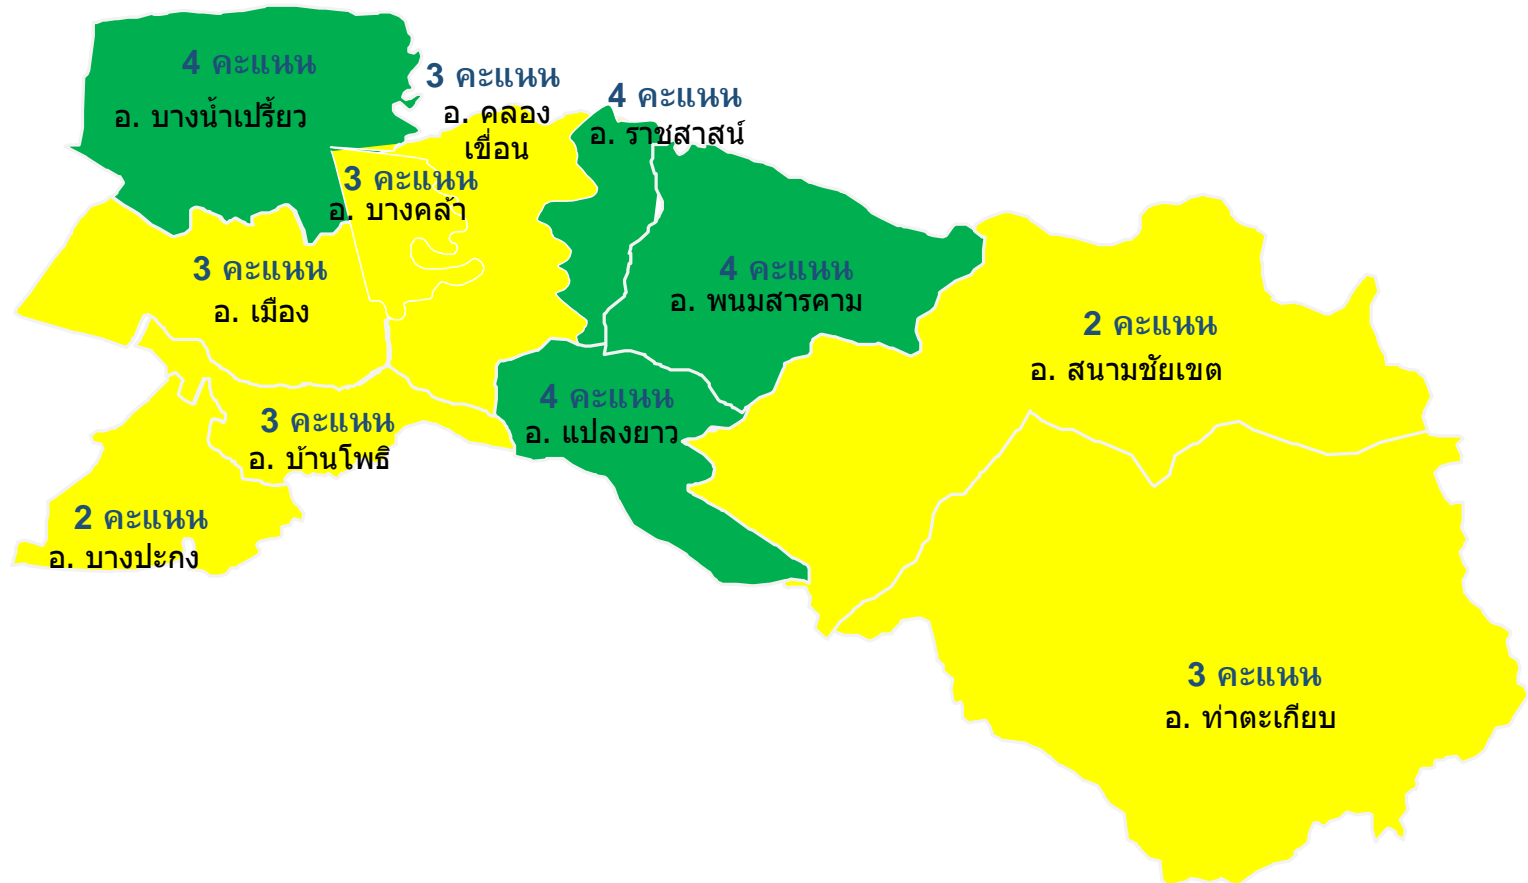 4 คะแนน
อ. บางน้ำเปรี้ยว
3 คะแนน
อ. คลอง
เขื่อน
4 คะแนน
อ. ราชสาสน์
3 คะแนน
อ. บางคล้า
3 คะแนน
อ. เมือง
4 คะแนน
อ. พนมสารคาม
2 คะแนน
อ. สนามชัยเขต
4 คะแนน
อ. แปลงยาว
3 คะแนน
อ. บ้านโพธิ์
2 คะแนน
อ. บางปะกง
3 คะแนน
อ. ท่าตะเกียบ